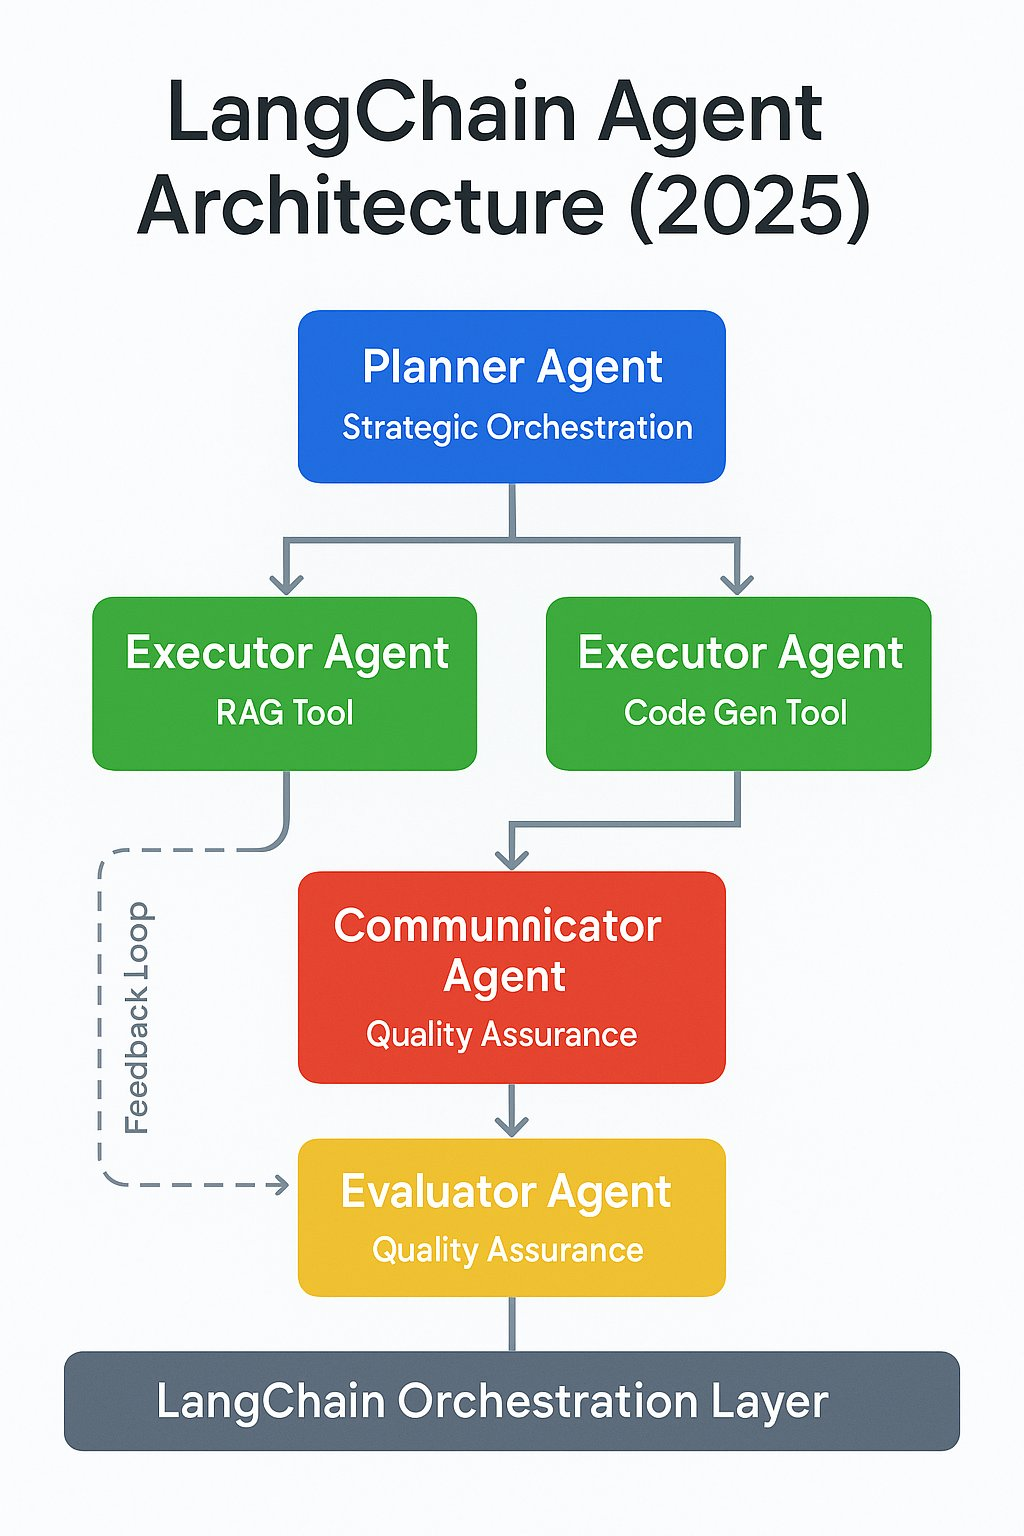 LangChain Agent
Architecture (2025)
Planner Agent
Strategic Orchestration
Executor Agent
RAG Tool
Executor Agent
Code Gen Tool
Feedback Loop
Communnicator
Agent
Quality Assurance
Evaluator Agent
Quality Assurance
LangChain Orchestration Layer